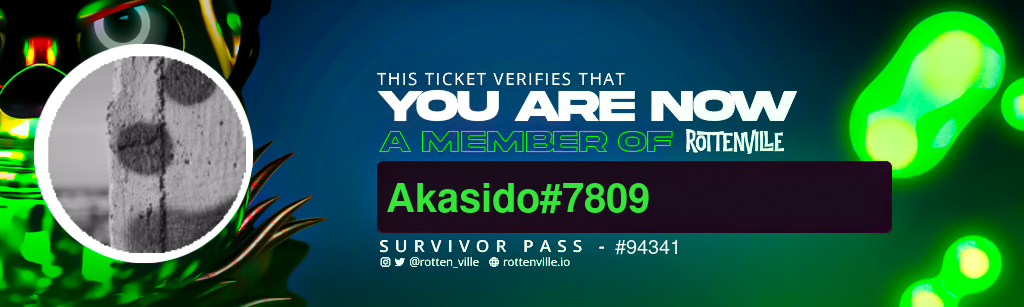 THIS TICKET VERIFIES THAT
YOU ARE NOW
A MEMBER OF ROTTENVILLE
Akasido#7809
SURVIVOR PASS - #94341
@rotten_ville rottenville.io